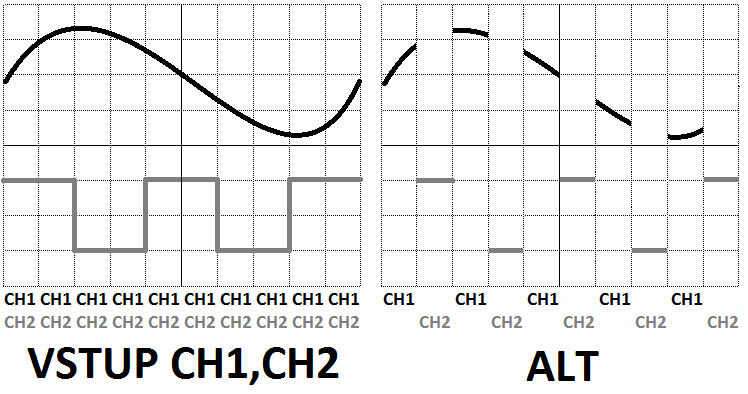 CH1 CH1 CH1 CH1 CH1 CH1 CH1 CH1 CH1 CH1
CH2 CH2 CH2 CH2 CH2 CH2 CH2 CH2 CH2 CH2
VSTUP CH1,CH2
CH1 CH1 CH1 CH1 CH1
CH2 CH2 CH2 CH2 CH2
ALT